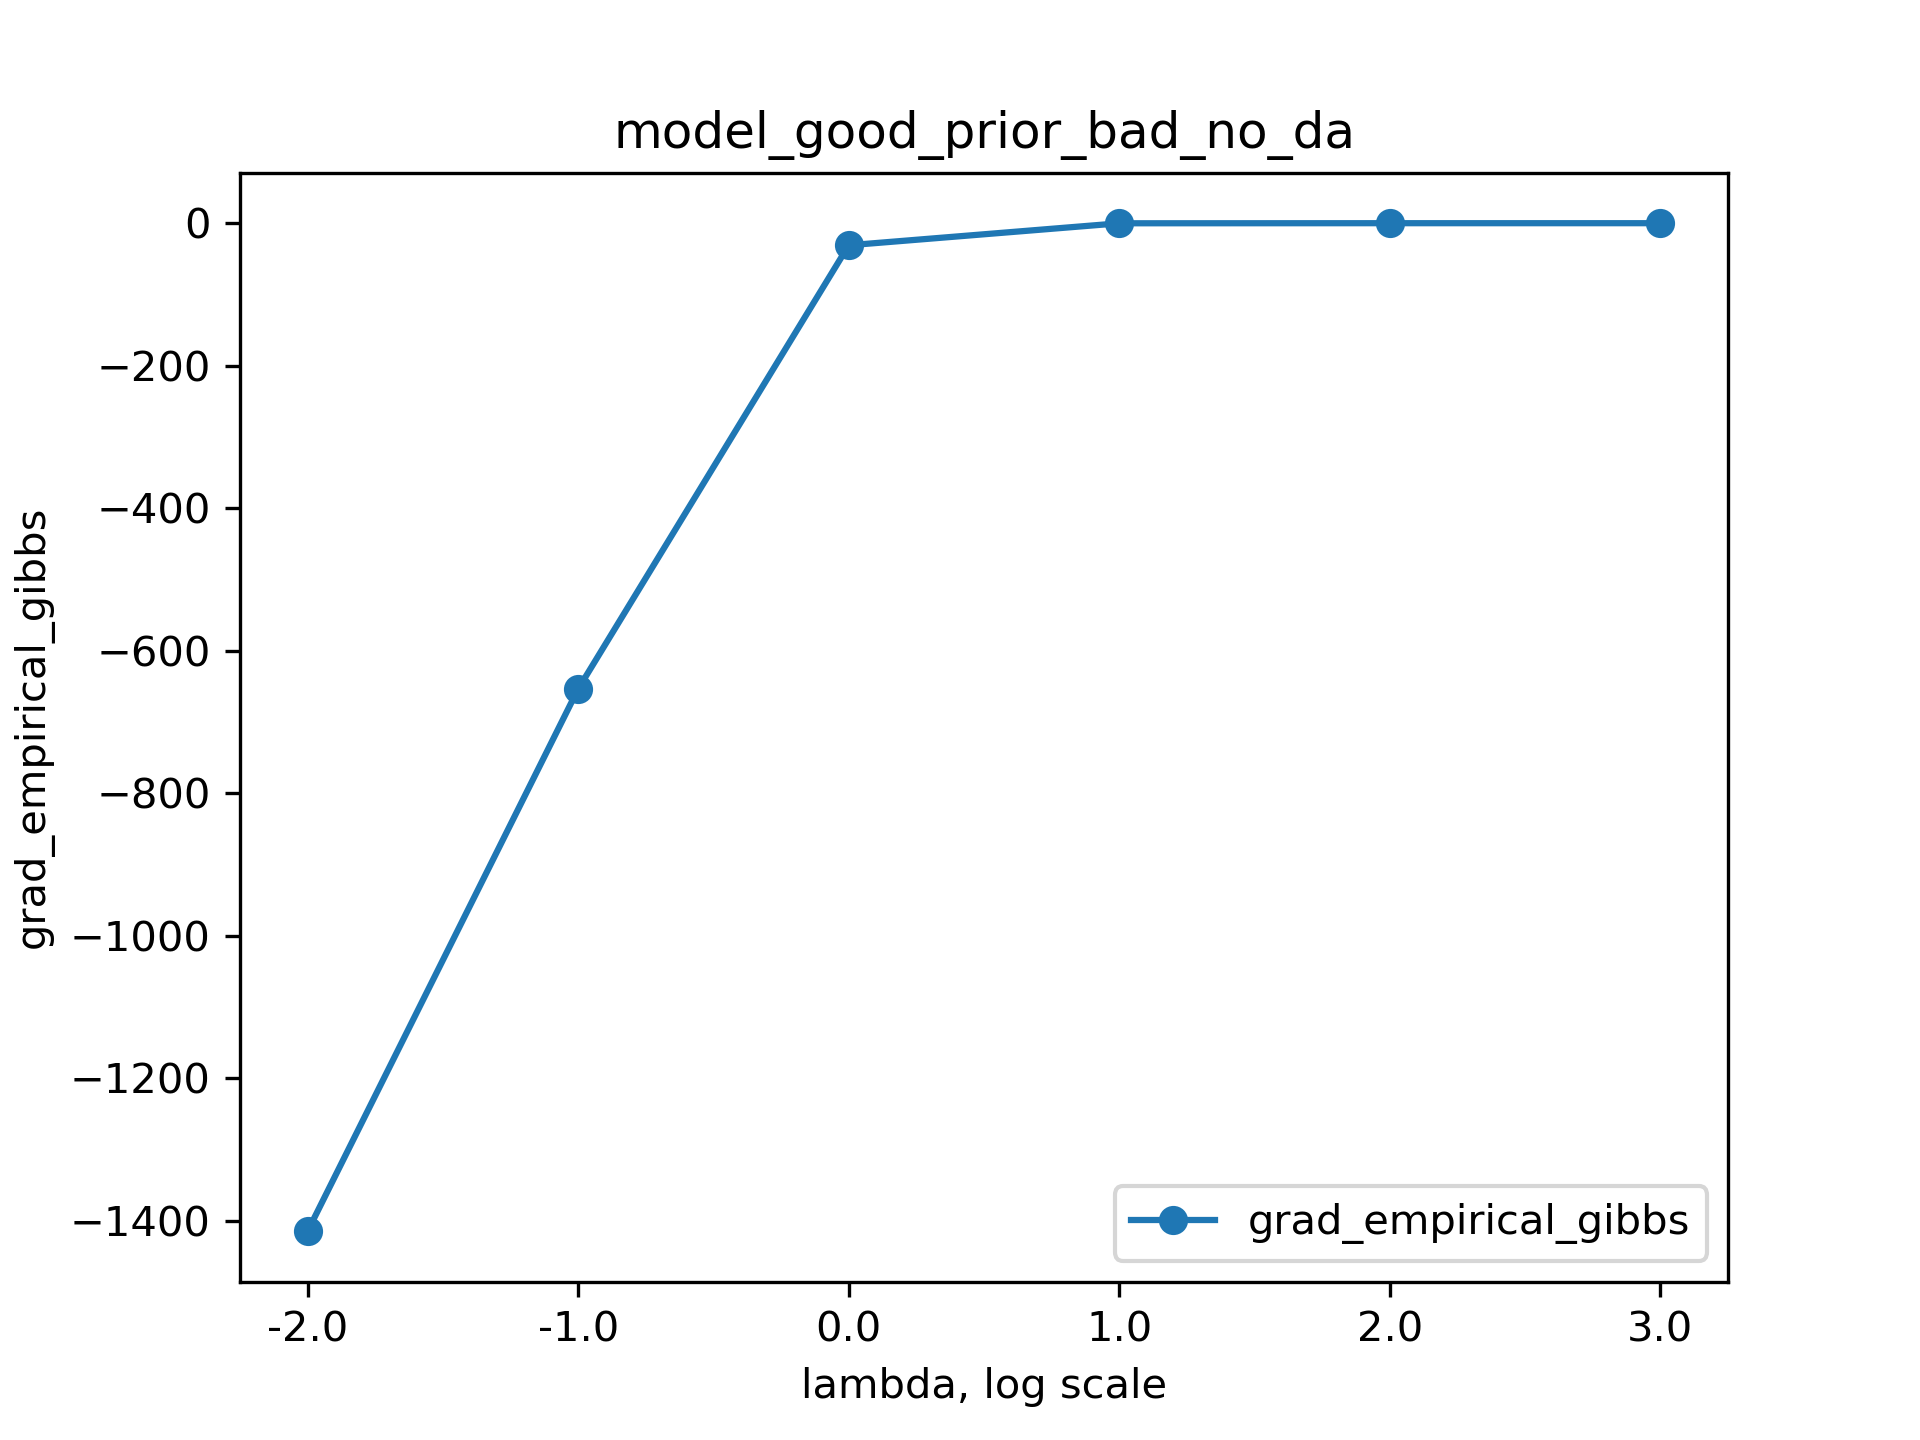 model_good_prior_bad_no_da
grad_empirical_gibbs
0
−200
−400
−600
−800
−1000
−1200
−1400
grad_empirical_gibbs
-2.0 -1.0 0.0 1.0 2.0 3.0
lambda, log scale